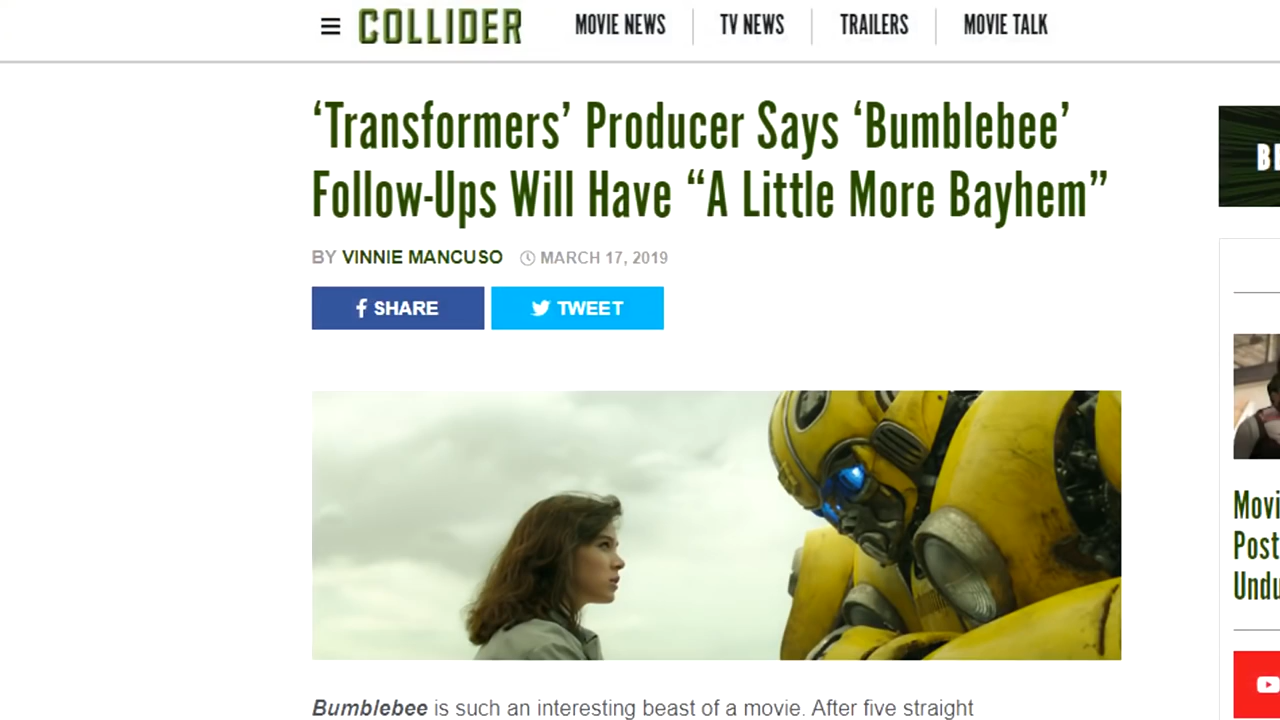 COLLIDER
MOVIE NEWS
TV NEWS
TRAILERS
MOVIE TALK
‘Transformers’ Producer Says ‘Bumblebee’
Follow-Ups Will Have “A Little More Bayhem”
BY VINNIE MANCUSO MARCH 17, 2019
SHARE
TWEET
Bumblebee is such an interesting beast of a movie. After five straight